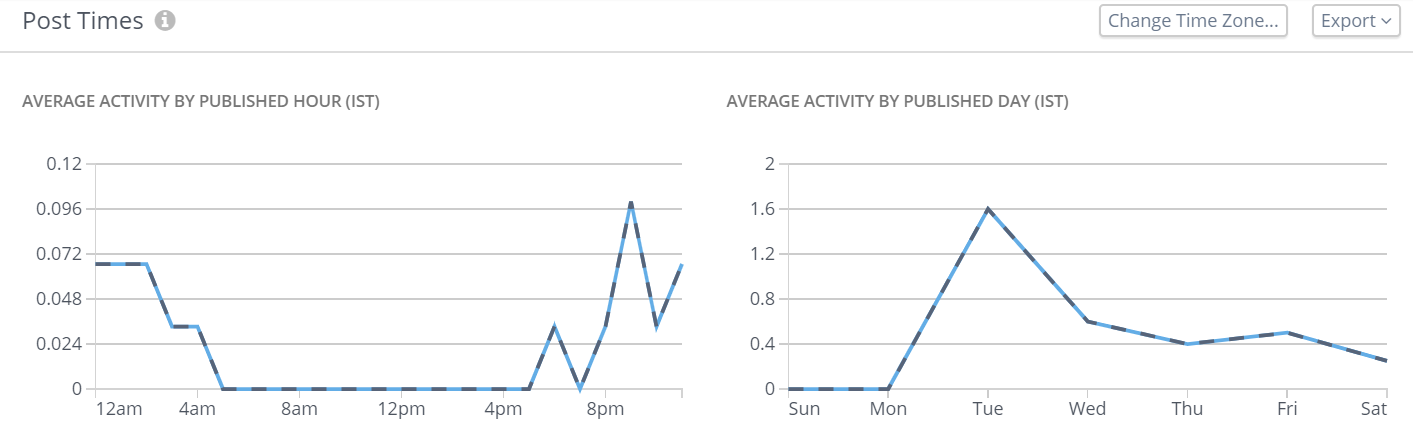 Post Times
Change Time Zone...
Export
AVERAGE ACTIVITY BY PUBLISHED HOUR (IST)
0.12
0.096
0.072
0.048
0.024
0
12am 4am 8am 12pm 4pm 8pm
AVERAGE ACTIVITY BY PUBLISHED DAY (IST)
2
1.6
1.2
0.8
0.4
0
Sun Mon Tue Wed Thu Fri Sat